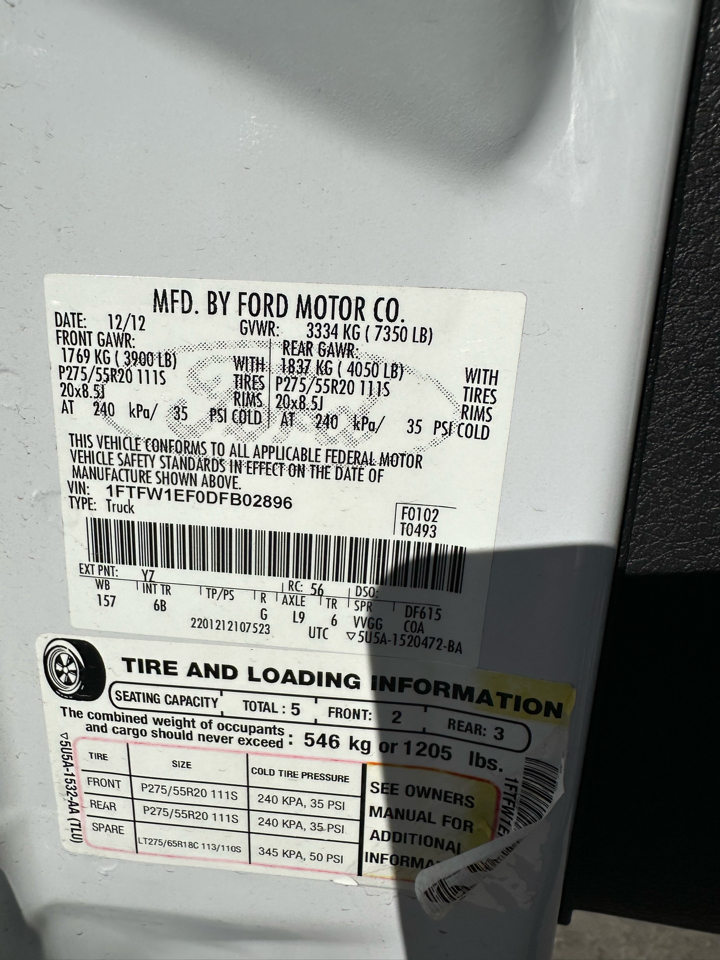 MFD. BY FORD MOTOR CO.
DATE: 12/12 GVWR: 3334 KG ( 7350 LB)
FRONT GAWR: REAR GAWR:
1769 KG ( 3900 LB) WITH 1837 KG ( 4050 LB) WITH
P275/55R20 111S TIRES P275/55R20 111S TIRES
20x8.5J RIMS 20x8.5J RIMS
AT 240 kPa/ 35 PSI COLD AT 240 kPa/ 35 PSI COLD
THIS VEHICLE CONFORMS TO ALL APPLICABLE FEDERAL MOTOR
VEHICLE SAFETY STANDARDS IN EFFECT ON THE DATE OF
MANUFACTURE SHOWN ABOVE.
VIN: 1FTFW1EF0DFB02896
TYPE: Truck
F0102
T0493
EXT PNT: YZ RC: 56 DSO:
WB INT TR TP/PS R AXLE TR SPR DF615
157 6B G L9 6 VVGG COA
2201212107523 UTC ▽5U5A-1520472-BA
TIRE AND LOADING INFORMATION
SEATING CAPACITY TOTAL : 5 FRONT: 2 REAR: 3
The combined weight of occupants
and cargo should never exceed : 546 kg or 1205 lbs.
▽5U5A-1532-AA (TLU)
TIRE SIZE COLD TIRE PRESSURE
FRONT P275/55R20 111S 240 KPA, 35 PSI
REAR P275/55R20 111S 240 KPA, 35 PSI
SPARE LT275/65R18C 113/110S 345 KPA, 50 PSI
SEE OWNERS
MANUAL FOR
ADDITIONAL